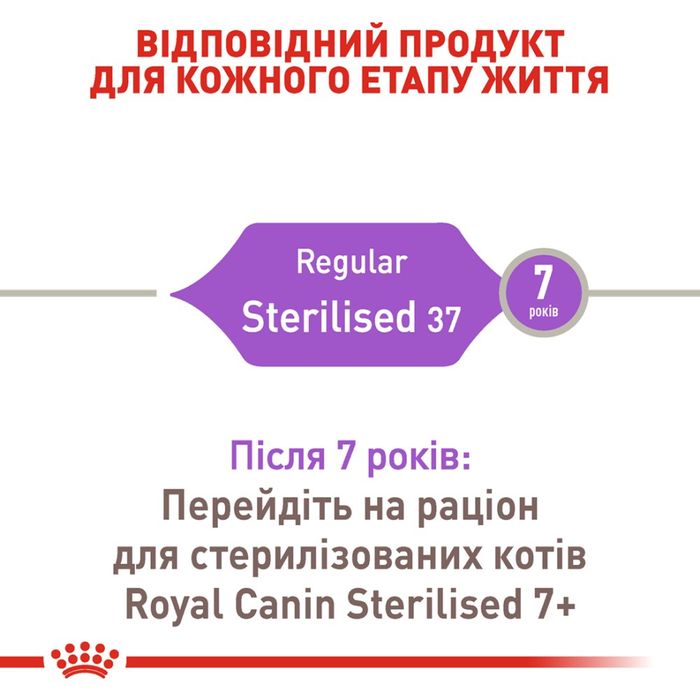 ВІДПОВІДНИЙ ПРОДУКТ
ДЛЯ КОЖНОГО ЕТАПУ ЖИТТЯ
Regular
Sterilised 37
7
років
Після 7 років:
Перейдіть на раціон
для стерилізованих котів
Royal Canin Sterilised 7+